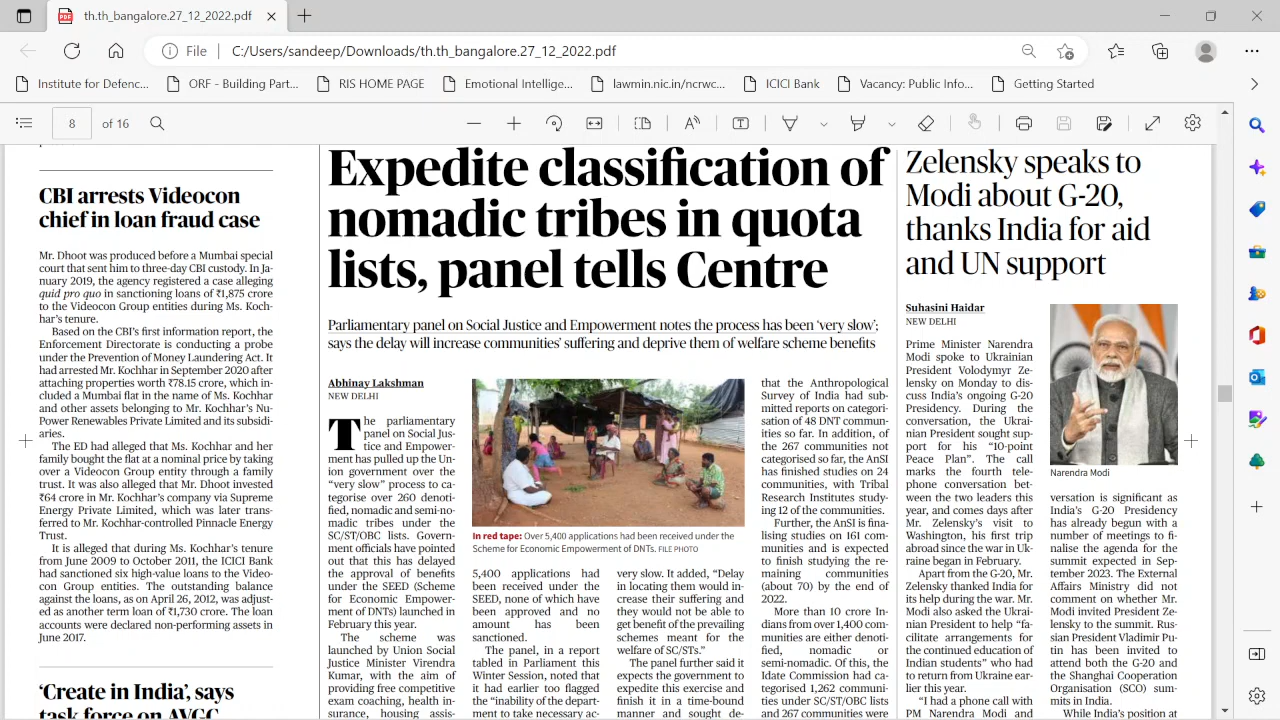 th.th_bangalore.27_12_2022.pdf
File
C:/Users/sandeep/Downloads/th.th_bangalore.27_12_2022.pdf
Institute for Defenc...
ORF - Building Part...
RIS HOME PAGE
Emotional Intellige...
lawmin.nic.in/ncrwc...
ICICI Bank
Vacancy: Public Info...
Getting Started
8 of 16
CBI arrests Videocon
chief in loan fraud case
Mr. Dhoot was produced before a Mumbai special
court that sent him to three-day CBI custody. In Ja-
nuary 2019, the agency registered a case alleging
quid pro quo in sanctioning loans of ₹1,875 crore
to the Videocon Group entities during Ms. Koch-
har's tenure.
Based on the CBI's first information report, the
Enforcement Directorate is conducting a probe
under the Prevention of Money Laundering Act. It
had arrested Mr. Kochhar in September 2020 after
attaching properties worth ₹78.15 crore, which in-
cluded a Mumbai flat in the name of Ms. Kochhar
and other assets belonging to Mr. Kochhar's Nu-
Power Renewables Private Limited and its subsidi-
aries.
The ED had alleged that Ms. Kochhar and her
family bought the flat at a nominal price by taking
over a Videocon Group entity through a family
trust. It was also alleged that Mr. Dhoot invested
₹64 crore in Mr. Kochhar's company via Supreme
Energy Private Limited, which was later trans-
ferred to Mr. Kochhar-controlled Pinnacle Energy
Trust.
It is alleged that during Ms. Kochhar's tenure
from June 2009 to October 2011, the ICICI Bank
had sanctioned six high-value loans to the Video-
con Group entities. The outstanding balance
against the loans, as on April 26, 2012, was adjust-
ed as another term loan of ₹1,730 crore. The loan
accounts were declared non-performing assets in
June 2017.
'Create in India', says
task force on AVGC
Expedite classification of
nomadic tribes in quota
lists, panel tells Centre
Parliamentary panel on Social Justice and Empowerment notes the process has been 'very slow';
says the delay will increase communities' suffering and deprive them of welfare scheme benefits
Abhinay Lakshman
NEW DELHI
The parliamentary
panel on Social Jus-
tice and Empower-
ment has pulled up the Un-
ion government over the
"very slow" process to ca-
tegorise over 260 denoti-
fied, nomadic and semi-no-
madic tribes under the
SC/ST/OBC lists. Govern-
ment officials have pointed
out that this has delayed
the approval of benefits
under the SEED (Scheme
for Economic Empower-
ment of DNTs) launched in
February this year.
The scheme was
launched by Union Social
Justice Minister Virendra
Kumar, with the aim of
providing free competitive
exam coaching, health in-
surance, housing assis-
In red tape: Over 5,400 applications had been received under the
Scheme for Economic Empowerment of DNTs. FILE PHOTO
5,400 applications had
been received under the
SEED, none of which have
been approved and no
amount has been
sanctioned.
The panel, in a report
tabled in Parliament this
Winter Session, noted that
it had earlier too flagged
the "inability of the depart-
ment to take necessary ac-
very slow. It added, "Delay
in locating them would in-
crease their suffering and
they would not be able to
get benefit of the prevailing
schemes meant for the
welfare of SC/STs."
The panel further said it
expects the government to
expedite this exercise and
finish it in a time-bound
manner and sought de-
that the Anthropological
Survey of India had sub-
mitted reports on categori-
sation of 48 DNT commun-
ities so far. In addition, of
the 267 communities not
categorised so far, the AnSI
has finished studies on 24
communities, with Tribal
Research Institutes study-
ing 12 of the communities.
Further, the AnSI is fina-
lising studies on 161 com-
munities and is expected
to finish studying the re-
maining communities
(about 70) by the end of
2022.
More than 10 crore In-
dians from over 1,400 com-
munities are either denoti-
fied, nomadic or
semi-nomadic. Of this, the
Idate Commission had ca-
tegorised 1,262 communi-
ties under SC/ST/OBC lists
and 267 communities were
Zelensky speaks to
Modi about G-20,
thanks India for aid
and UN support
Suhasini Haidar
NEW DELHI
Prime Minister Narendra
Modi spoke to Ukrainian
President Volodymyr Ze-
lensky on Monday to dis-
cuss India's ongoing G-20
Presidency. During the
conversation, the Ukrai-
nian President sought sup-
port for his "10-point
Peace Plan". The call
marks the fourth tele-
phone conversation bet-
ween the two leaders this
year, and comes days after
Mr. Zelensky's visit to
Washington, his first trip
abroad since the war in Uk-
raine began in February.
Apart from the G-20, Mr.
Zelensky thanked India for
its help during the war. Mr.
Modi also asked the Ukrai-
nian President to help "fa-
cilitate arrangements for
the continued education of
Indian students" who had
to return from Ukraine ear-
lier this year.
"I had a phone call with
PM Narendra Modi and
Narendra Modi
versation is significant as
India's G-20 Presidency
has already begun with a
number of meetings to fi-
nalise the agenda for the
summit expected in Sep-
tember 2023. The External
Affairs Ministry did not
comment on whether Mr.
Modi invited President Ze-
lensky to the summit. Rus-
sian President Vladimir Pu-
tin has been invited to
attend both the G-20 and
the Shanghai Cooperation
Organisation (SCO) sum-
mits in India.
While India's position at